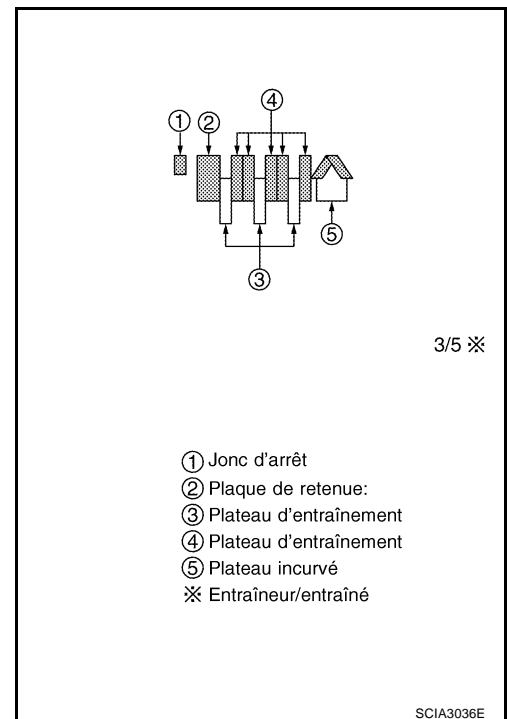 ① ② ④
⑤
③
3/5 ※
① Jonc d'arrêt
② Plaque de retenue:
③ Plateau d'entraînement
④ Plateau d'entraînement
⑤ Plateau incurvé
※ Entraîneur/entraîné
SCIA3036E